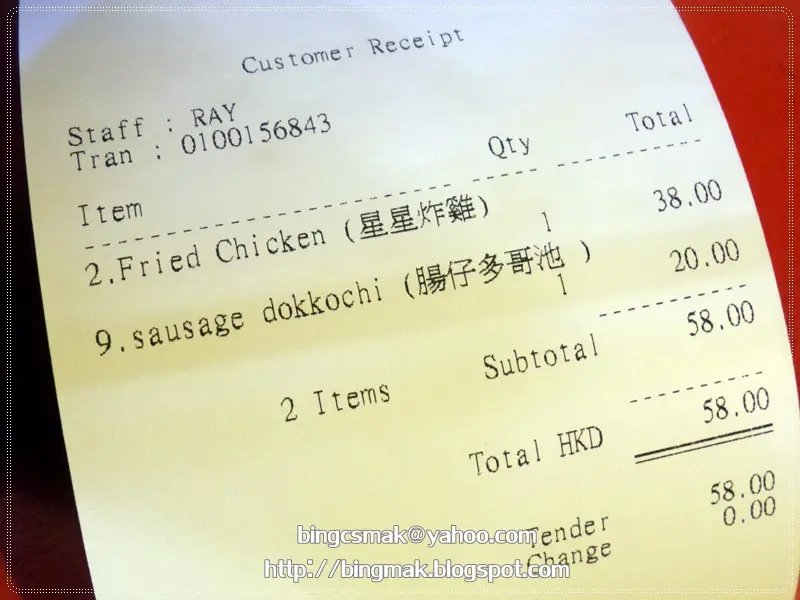 Customer Receipt
Staff : RAY
Tran : 0100156843
Item Qty Total
2.Fried Chicken (星星炸雞)
1 38.00
9.sausage dokkochi (腸仔多哥池 )
1 20.00
2 Items Subtotal 58.00
Total HKD 58.00
Tender 58.00
Change 0.00
bingcsmak@yahoo.com
http://bingmak.blogspot.com